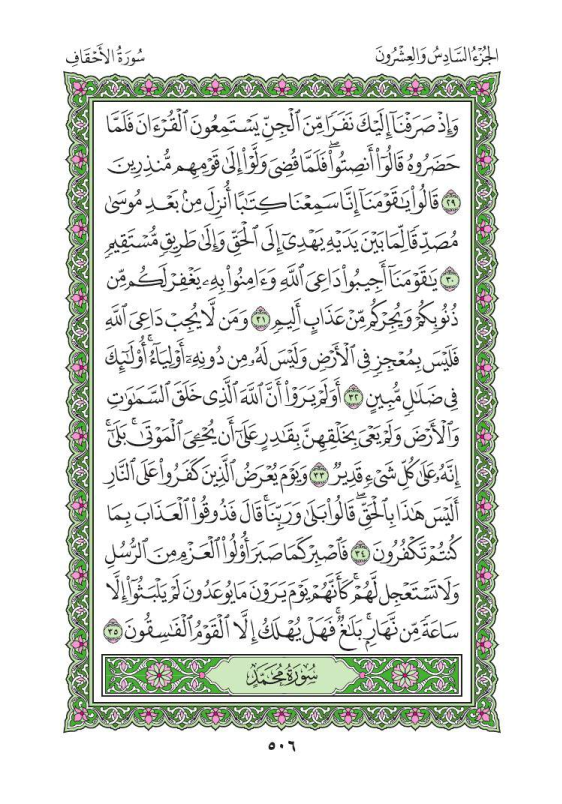 الجُزْءُ السَّادِسُ وَالعِشْرُونَ
سُورَةُ الأَحْقَافِ
وَإِذْ صَرَفْنَآ إِلَيْكَ نَفَرًا مِّنَ ٱلْجِنِّ يَسْتَمِعُونَ ٱلْقُرْءَانَ فَلَمَّا
حَضَرُوهُ قَالُوٓا۟ أَنصِتُوا۟ۖ فَلَمَّا قُضِىَ وَلَّوْا۟ إِلَىٰ قَوْمِهِم مُّنذِرِينَ
٢٩ قَالُوا۟ يَٰقَوْمَنَآ إِنَّا سَمِعْنَا كِتَٰبًا أُنزِلَ مِنۢ بَعْدِ مُوسَىٰ
مُصَدِّقًا لِّمَا بَيْنَ يَدَيْهِ يَهْدِىٓ إِلَى ٱلْحَقِّ وَإِلَىٰ طَرِيقٍ مُّسْتَقِيمٍ
٣٠ يَٰقَوْمَنَآ أَجِيبُوا۟ دَاعِىَ ٱللَّهِ وَءَامِنُوا۟ بِهِۦ يَغْفِرْ لَكُم مِّن
ذُنُوبِكُمْ وَيُجِرْكُم مِّنْ عَذَابٍ أَلِيمٍ ٣١ وَمَن لَّا يُجِبْ دَاعِىَ ٱللَّهِ
فَلَيْسَ بِمُعْجِزٍ فِى ٱلْأَرْضِ وَلَيْسَ لَهُۥ مِن دُونِهِۦٓ أَوْلِيَآءُۚ أُو۟لَٰٓئِكَ
فِى ضَلَٰلٍ مُّبِينٍ ٣٢ أَوَلَمْ يَرَوْا۟ أَنَّ ٱللَّهَ ٱلَّذِى خَلَقَ ٱلسَّمَٰوَٰتِ
وَٱلْأَرْضَ وَلَمْ يَعْىَ بِخَلْقِهِنَّ بِقَٰدِرٍ عَلَىٰٓ أَن يُحْۦِىَ ٱلْمَوْتَىٰۚ بَلَىٰٓ
إِنَّهُۥ عَلَىٰ كُلِّ شَىْءٍ قَدِيرٌ ٣٣ وَيَوْمَ يُعْرَضُ ٱلَّذِينَ كَفَرُوا۟ عَلَى ٱلنَّارِ
أَلَيْسَ هَٰذَا بِٱلْحَقِّۖ قَالُوا۟ بَلَىٰ وَرَبِّنَاۚ قَالَ فَذُوقُوا۟ ٱلْعَذَابَ بِمَا
كُنتُمْ تَكْفُرُونَ ٣٤ فَٱصْبِرْ كَمَا صَبَرَ أُو۟لُوا۟ ٱلْعَزْمِ مِنَ ٱلرُّسُلِ
وَلَا تَسْتَعْجِل لَّهُمْۚ كَأَنَّهُمْ يَوْمَ يَرَوْنَ مَا يُوعَدُونَ لَمْ يَلْبَثُوٓا۟ إِلَّا
سَاعَةً مِّن نَّهَارٍۭۚ بَلَٰغٌۚ فَهَلْ يُهْلَكُ إِلَّا ٱلْقَوْمُ ٱلْفَٰسِقُونَ ٣٥
سُورَةُ مُحَمَّدٍ
٥٠٦